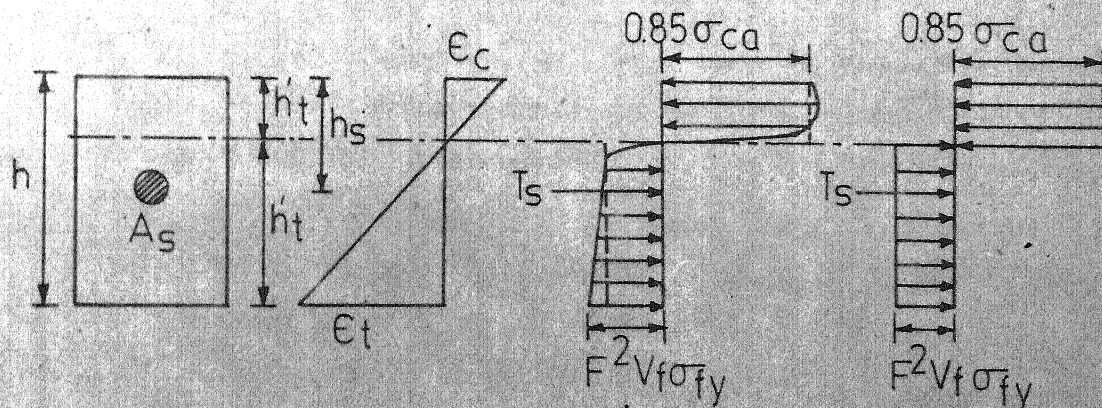 0.85 σca
0.85 σca
εc
h't
hs
h
As
h't
Ts
Ts
εt
F²Vfσfy
F²Vfσfy